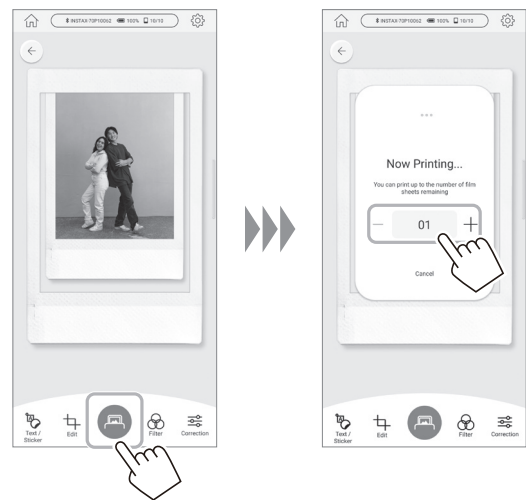 INSTAX-73P10062 100% 10/10
Text /
Sticker
Edit
Filter
Correction
INSTAX-73P10062 100% 10/10
Now Printing...
You can print up to the number of film
sheets remaining
01
Cancel
Text /
Sticker
Edit
Filter
Correction